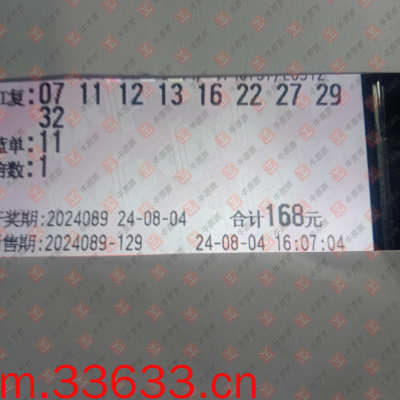 红复:07 11 12 13 16 22 27 29
32
蓝单:11
倍数:1
开奖期:2024089 24-08-04 合计168元
销售期:2024089-129 24-08-04 16:07:04
m.33633.cn